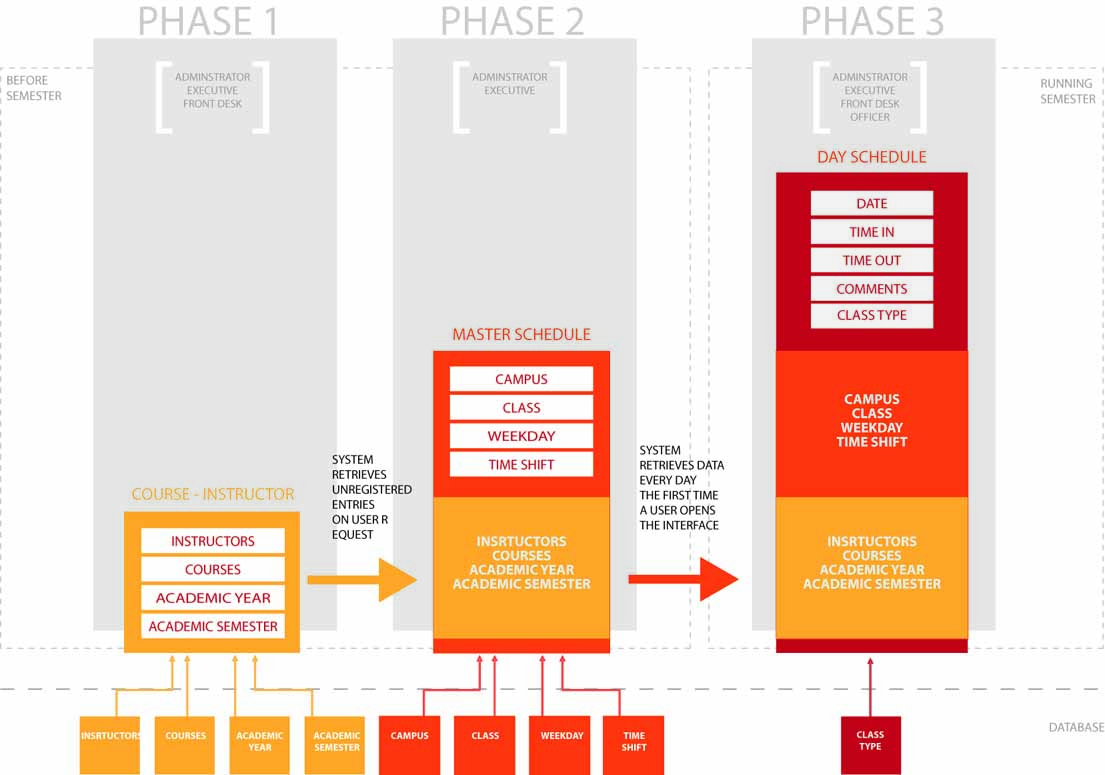 PHASE 1
PHASE 2
PHASE 3
BEFORE
SEMESTER
ADMINSTRATOR
EXECUTIVE
FRONT DESK
ADMINSTRATOR
EXECUTIVE
ADMINSTRATOR
EXECUTIVE
FRONT DESK
OFFICER
RUNNING
SEMESTER
DAY SCHEDULE
DATE
TIME IN
TIME OUT
COMMENTS
CLASS TYPE
MASTER SCHEDULE
CAMPUS
CLASS
WEEKDAY
TIME SHIFT
CAMPUS
CLASS
WEEKDAY
TIME SHIFT
COURSE - INSTRUCTOR
INSTRUCTORS
COURSES
ACADEMIC YEAR
ACADEMIC SEMESTER
SYSTEM
RETRIEVES
UNREGISTERED
ENTRIES
ON USER R
EQUEST
INSRTUCTORS
COURSES
ACADEMIC YEAR
ACADEMIC SEMESTER
SYSTEM
RETRIEVES DATA
EVERY DAY
THE FIRST TIME
A USER OPENS
THE INTERFACE
INSRTUCTORS
COURSES
ACADEMIC YEAR
ACADEMIC SEMESTER
INSRTUCTORS
COURSES
ACADEMIC
YEAR
ACADEMIC
SEMESTER
CAMPUS
CLASS
WEEKDAY
TIME
SHIFT
CLASS
TYPE
DATABASE